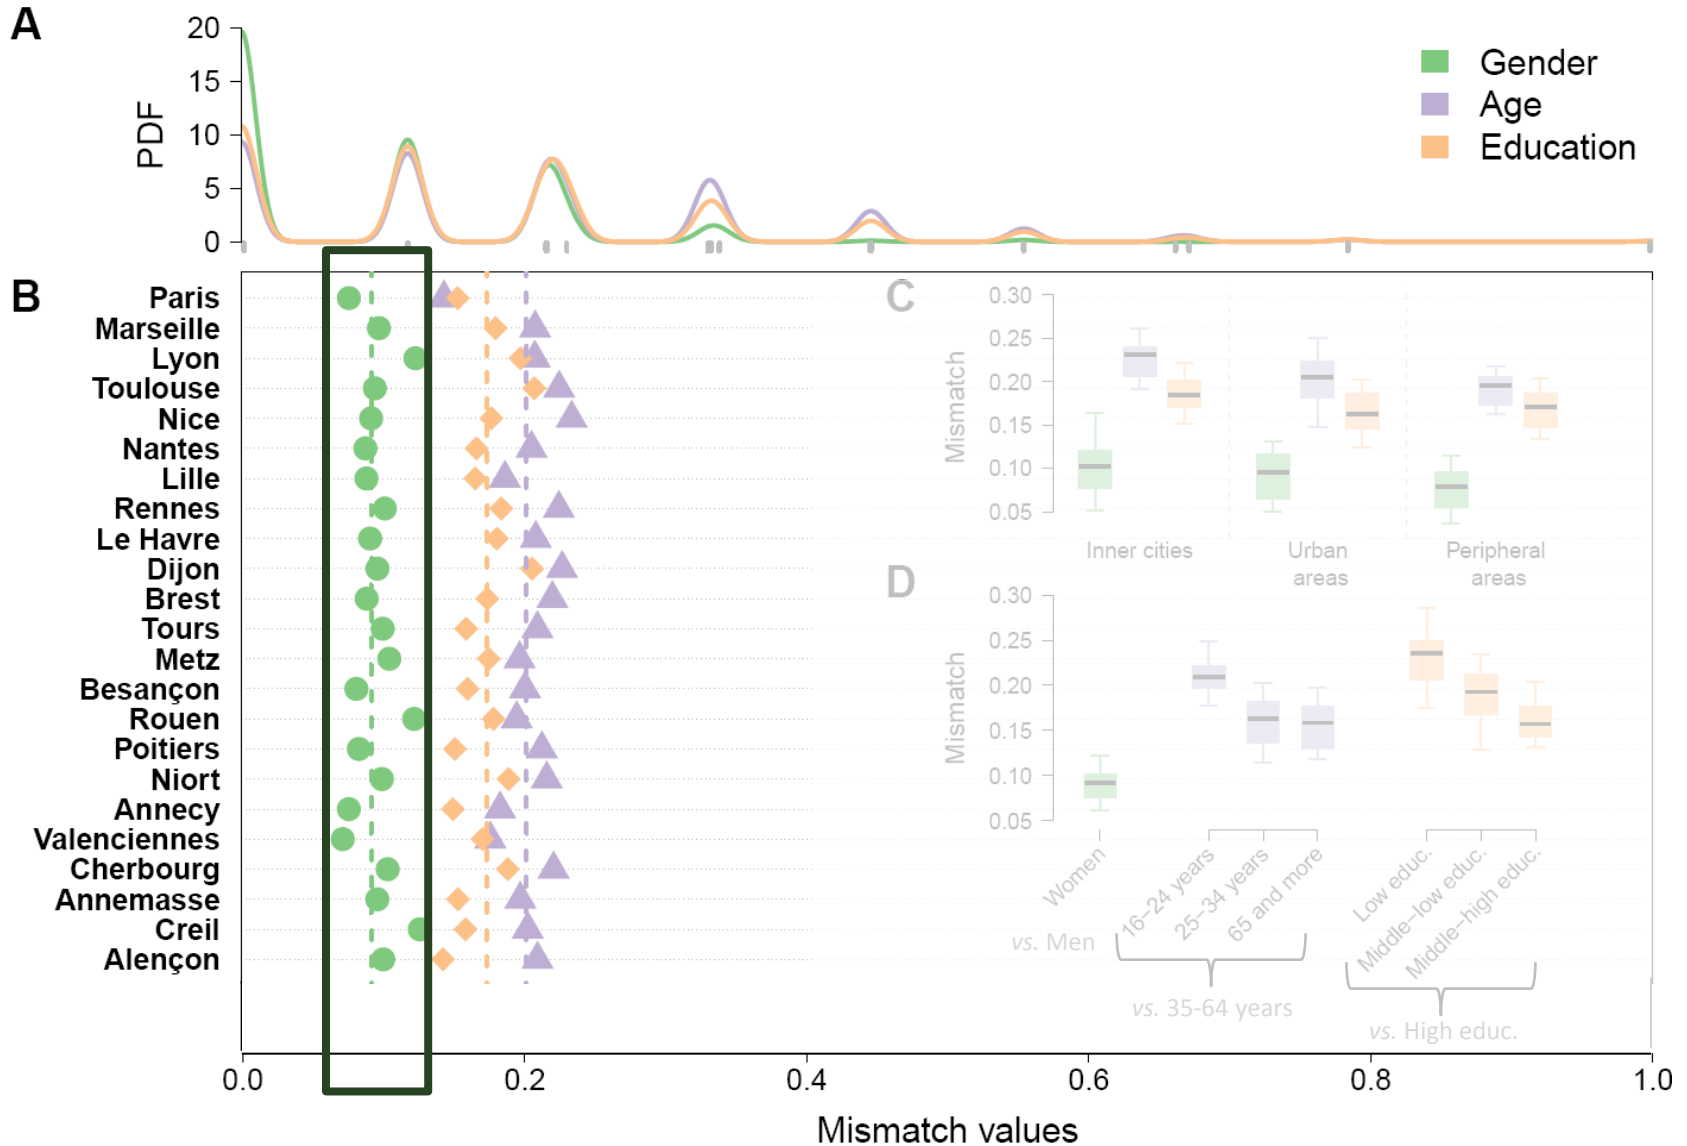 A
20
15
10
5
0
PDF
Gender
Age
Education
B
Paris
Marseille
Lyon
Toulouse
Nice
Nantes
Lille
Rennes
Le Havre
Dijon
Brest
Tours
Metz
Besançon
Rouen
Poitiers
Niort
Annecy
Valenciennes
Cherbourg
Annemasse
Creil
Alençon
C
0.30
0.25
0.20
0.15
0.10
0.05
Mismatch
Inner cities
Urban areas
Peripheral areas
D
0.30
0.25
0.20
0.15
0.10
0.05
Mismatch
Women
16−24 years
25−34 years
65 and more
Low educ.
Middle−low educ.
Middle−high educ.
vs. Men
vs. 35-64 years
vs. High educ.
0.0 0.2 0.4 0.6 0.8 1.0
Mismatch values